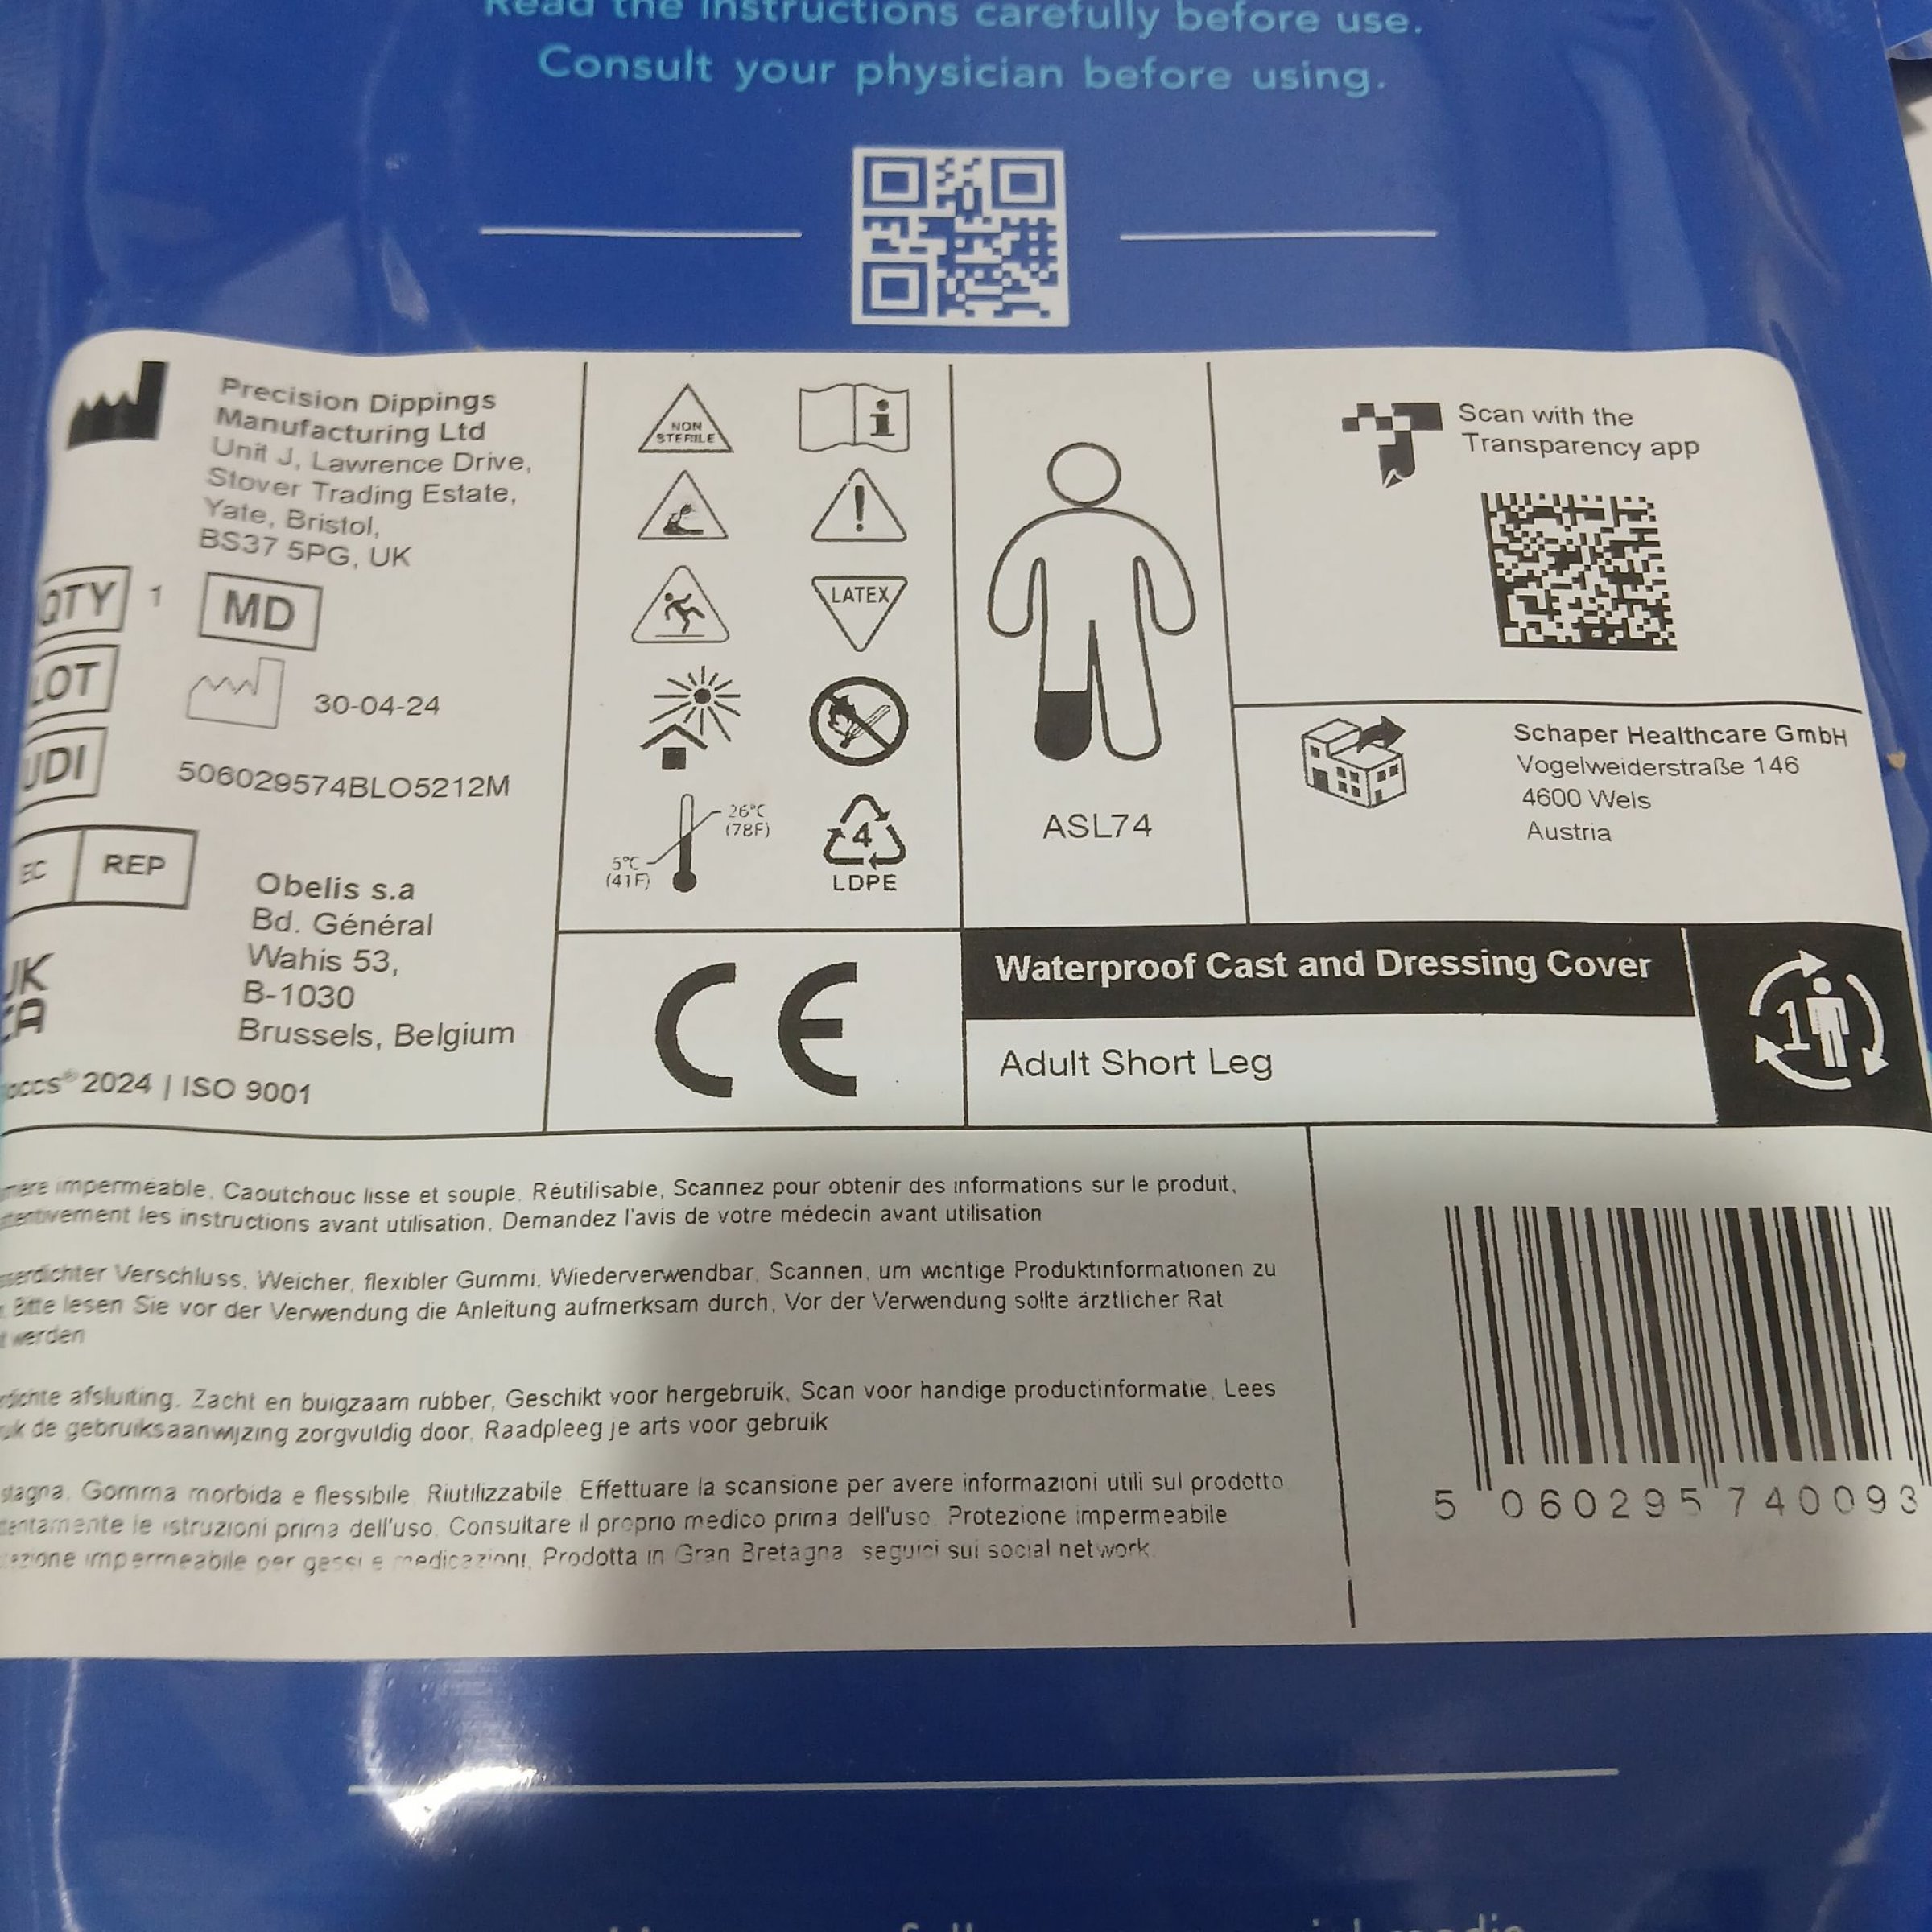 Read the instructions carefully before use.
Consult your physician before using.
Precision Dippings
Manufacturing Ltd
Unit J, Lawrence Drive,
Stover Trading Estate,
Yate, Bristol,
BS37 5PG, UK
QTY 1 MD
LOT 30-04-24
UDI 506029574BLO5212M
EC REP
Obelis s.a
Bd. Général
Wahis 53,
B-1030
Brussels, Belgium
UK
CA
2024 | ISO 9001
NON
STERILE
LATEX
26°C
(78F)
5°C
(41F)
4
LDPE
CE
ASL74
Scan with the
Transparency app
Schaper Healthcare GmbH
Vogelweiderstraße 146
4600 Wels
Austria
Waterproof Cast and Dressing Cover
Adult Short Leg
1
imperméable, Caoutchouc lisse et souple, Réutilisable, Scannez pour obtenir des informations sur le produit,
les instructions avant utilisation, Demandez l'avis de votre médecin avant utilisation
Verschluss, Weicher, flexibler Gummi, Wiederverwendbar, Scannen, um wichtige Produktinformationen zu
Bitte lesen Sie vor der Verwendung die Anleitung aufmerksam durch, Vor der Verwendung sollte ärztlicher Rat
werden
afsluiting. Zacht en buigzaam rubber, Geschikt voor hergebruik, Scan voor handige productinformatie, Lees
de gebruiksaanwijzing zorgvuldig door, Raadpleeg je arts voor gebruik
Gomma morbida e flessibile, Riutilizzabile, Effettuare la scansione per avere informazioni utili sul prodotto
le istruzioni prima dell'uso, Consultare il proprio medico prima dell'uso, Protezione impermeabile
impermeabile per gessi e medicazioni, Prodotta in Gran Bretagna, seguici sui social network.
5 060295 740093